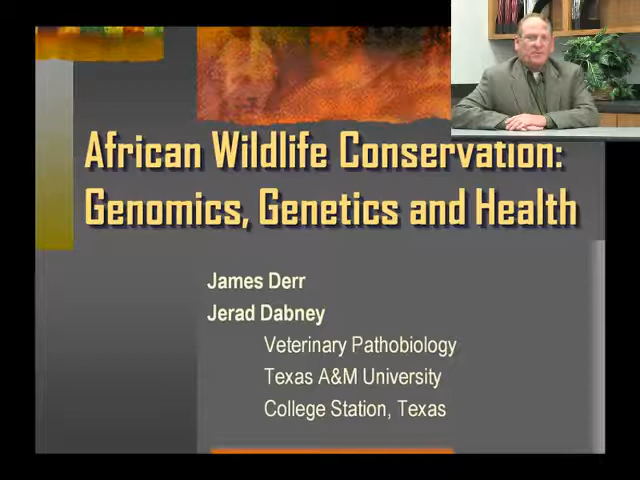 African Wildlife Conservation:
Genomics, Genetics and Health
James Derr
Jerad Dabney
Veterinary Pathobiology
Texas A&M University
College Station, Texas